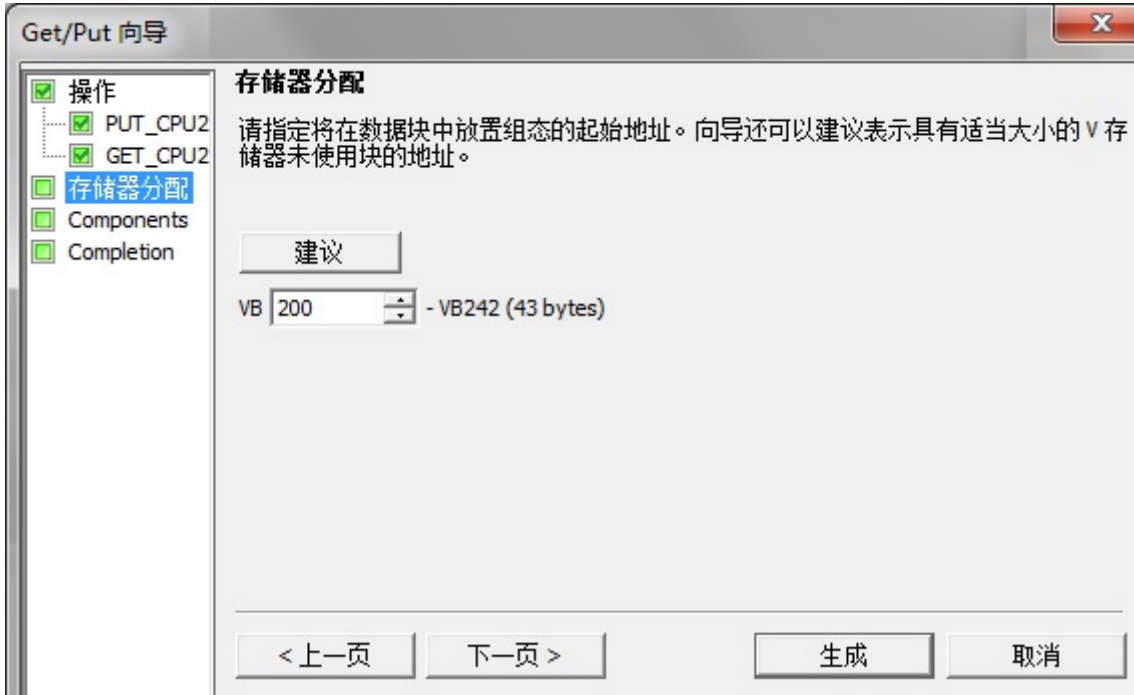 Get/Put 向导
操作
PUT_CPU2
GET_CPU2
存储器分配
Components
Completion
存储器分配
请指定将在数据块中放置组态的起始地址。向导还可以建议表示具有适当大小的 V 存
储器未使用块的地址。
建议
VB 200 - VB242 (43 bytes)
< 上一页 下一页 > 生成 取消